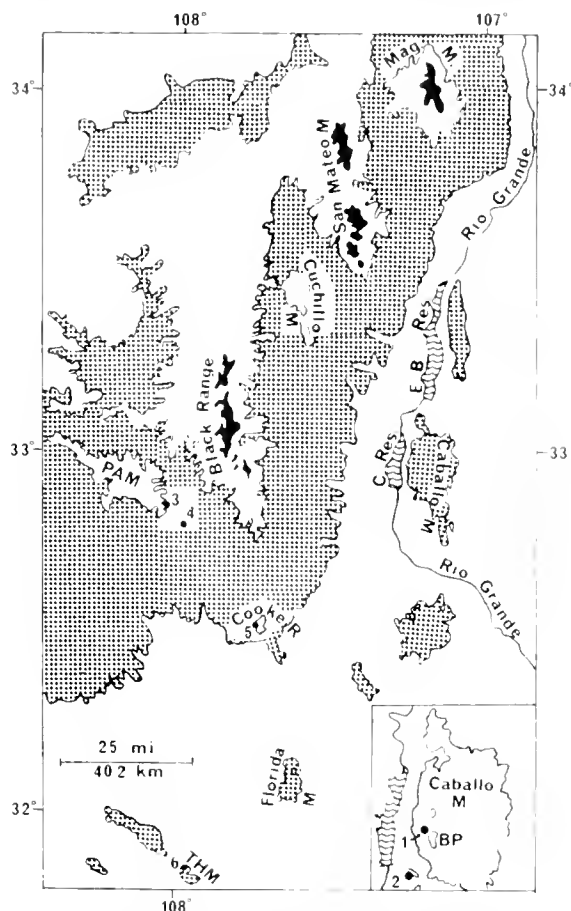 108°
107°
34°
34°
Mag M
San Mateo M
Rio Grande
Cuchillo M
E B Res
Black Range
33°
33
C Res
Caballo M
PAM
3
4
Rio Grande
Cooke R
5
25 mi
40.2 km
Florida M
32°
6
THM
108°
Caballo M
1
BP
2